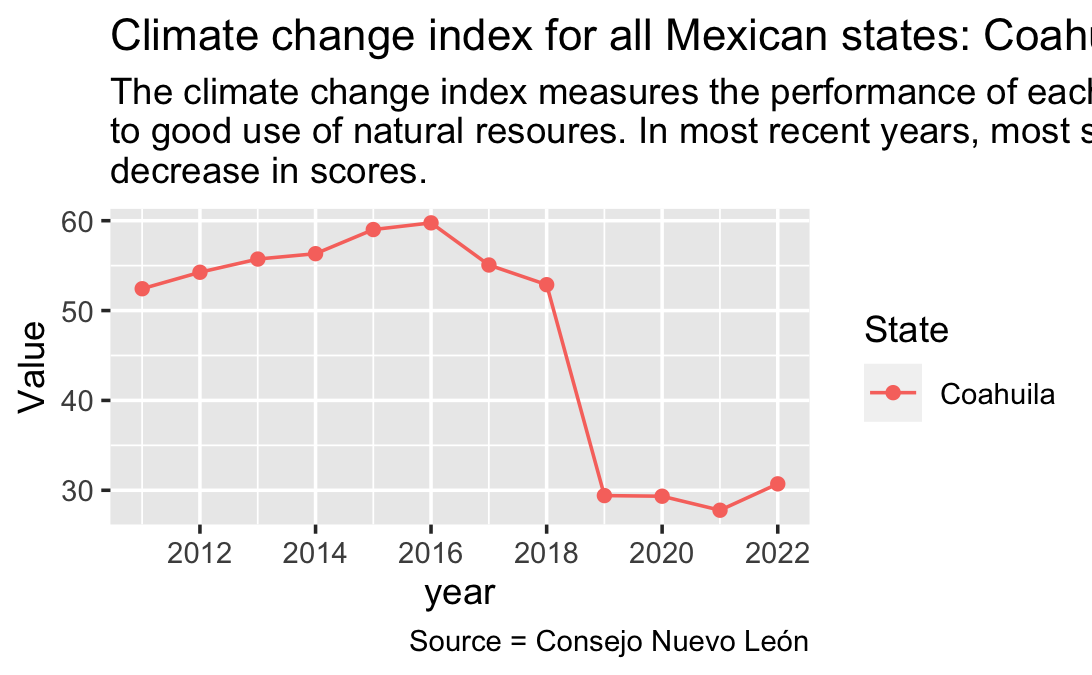 Climate change index for all Mexican states: Coah
The climate change index measures the performance of each
to good use of natural resoures. In most recent years, most s
decrease in scores.
60
50
40
30
Value
2012 2014 2016 2018 2020 2022
year
State
Coahuila
Source = Consejo Nuevo León